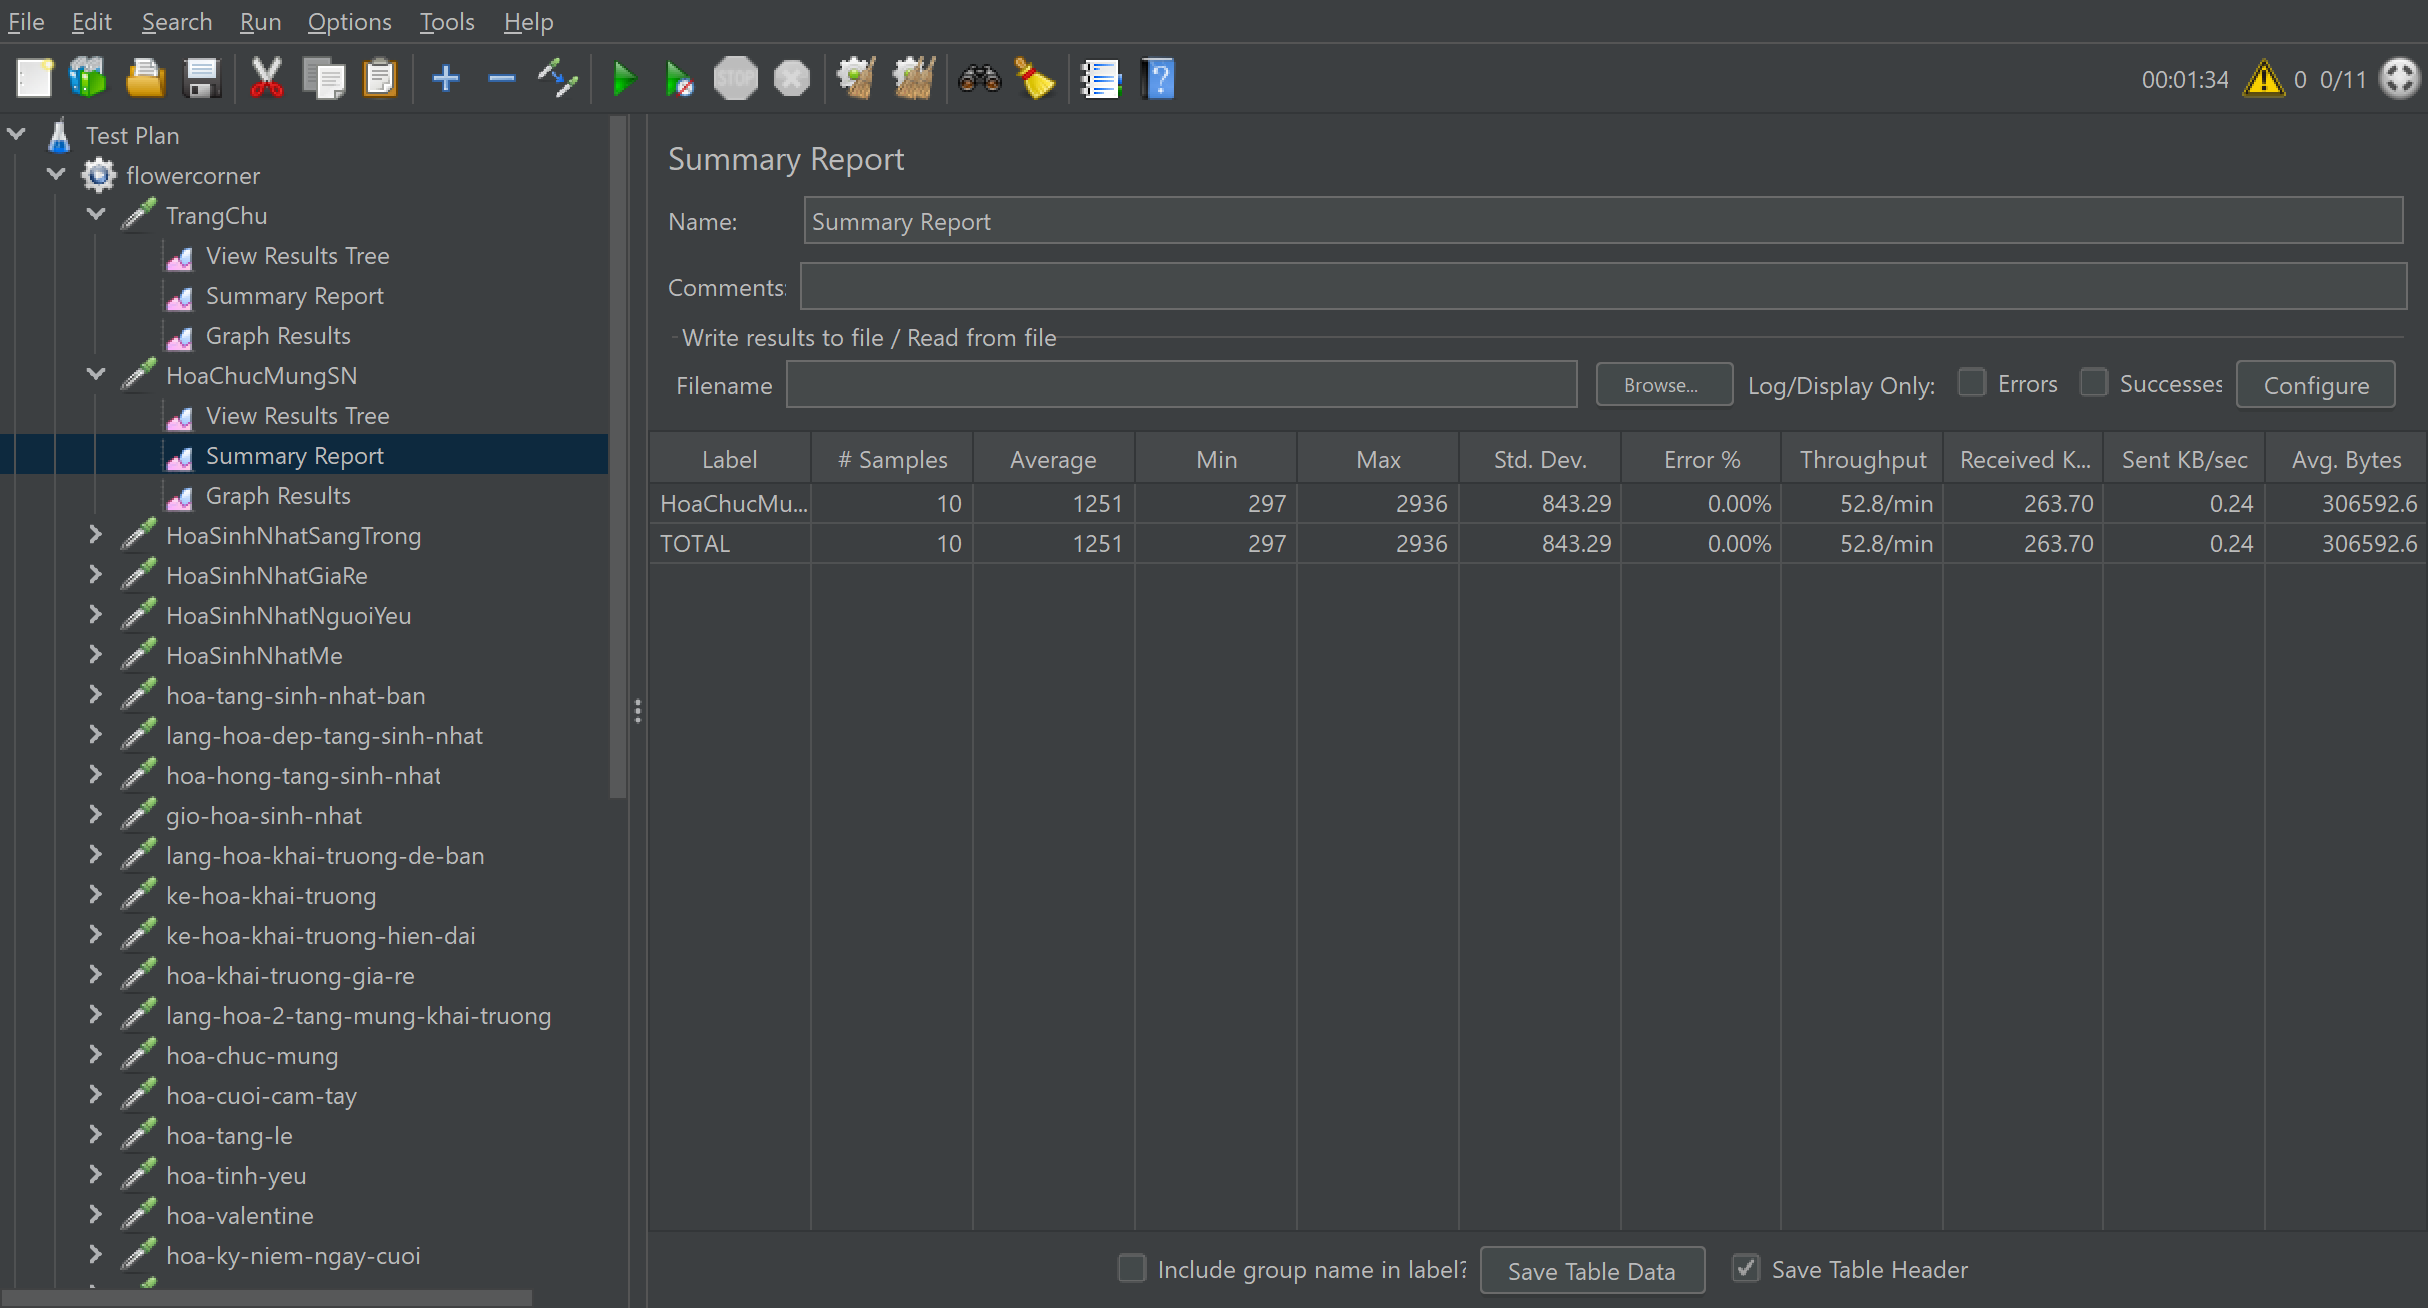 File Edit Search Run Options Tools Help
STOP
00:01:34 0 0/11
Test Plan
flowercorner
TrangChu
View Results Tree
Summary Report
Graph Results
HoaChucMungSN
View Results Tree
Summary Report
Graph Results
HoaSinhNhatSangTrong
HoaSinhNhatGiaRe
HoaSinhNhatNguoiYeu
HoaSinhNhatMe
hoa-tang-sinh-nhat-ban
lang-hoa-dep-tang-sinh-nhat
hoa-hong-tang-sinh-nhat
gio-hoa-sinh-nhat
lang-hoa-khai-truong-de-ban
ke-hoa-khai-truong
ke-hoa-khai-truong-hien-dai
hoa-khai-truong-gia-re
lang-hoa-2-tang-mung-khai-truong
hoa-chuc-mung
hoa-cuoi-cam-tay
hoa-tang-le
hoa-tinh-yeu
hoa-valentine
hoa-ky-niem-ngay-cuoi
Summary Report
Name: Summary Report
Comments:
Write results to file / Read from file
Filename Browse... Log/Display Only: Errors Successes Configure
Label # Samples Average Min Max Std. Dev. Error % Throughput Received K... Sent KB/sec Avg. Bytes
HoaChucMu... 10 1251 297 2936 843.29 0.00% 52.8/min 263.70 0.24 306592.6
TOTAL 10 1251 297 2936 843.29 0.00% 52.8/min 263.70 0.24 306592.6
Include group name in label? Save Table Data Save Table Header